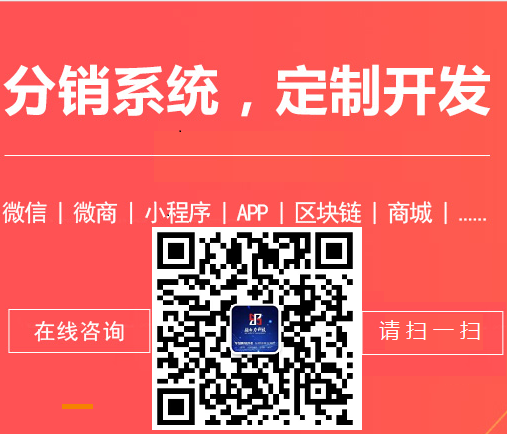 分销系统，定制开发
微信 | 微商 | 小程序 | APP | 区块链 | 商城 | ......
在线咨询
请扫一扫